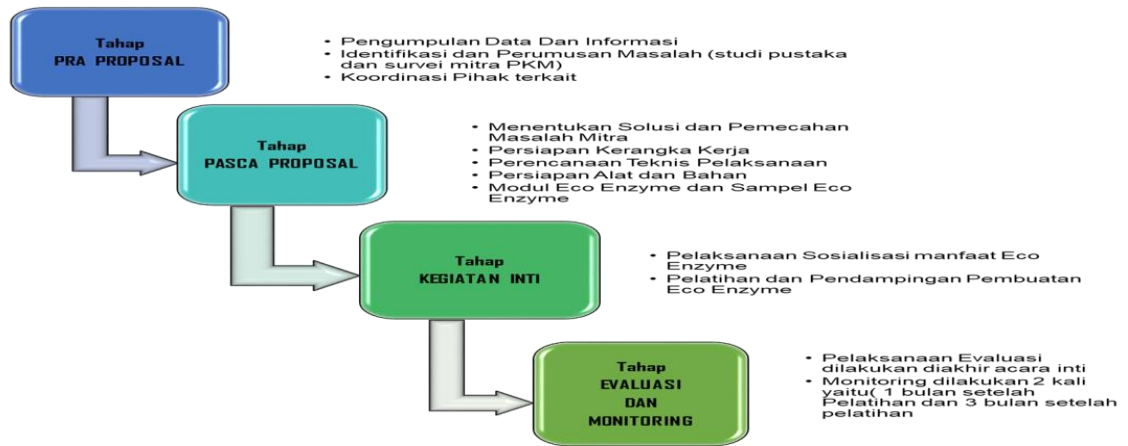 Tahap
PRA PROPOSAL
• Pengumpulan Data Dan Informasi
• Identifikasi dan Perumusan Masalah (studi pustaka
dan survei mitra PKM)
• Koordinasi Pihak terkait
Tahap
PASCA PROPOSAL
• Menentukan Solusi dan Pemecahan
Masalah Mitra
• Persiapan Kerangka Kerja
• Perencanaan Teknis Pelaksanaan
• Persiapan Alat dan Bahan
• Modul Eco Enzyme dan Sampel Eco
Enzyme
Tahap
KEGIATAN INTI
• Pelaksanaan Sosialisasi manfaat Eco
Enzyme
• Pelatihan dan Pendampingan Pembuatan
Eco Enzyme
Tahap
EVALUASI
DAN
MONITORING
• Pelaksanaan Evaluasi
dilakukan diakhir acara inti
• Monitoring dilakukan 2 kali
yaitu( 1 bulan setelah
Pelatihan dan 3 bulan setelah
pelatihan